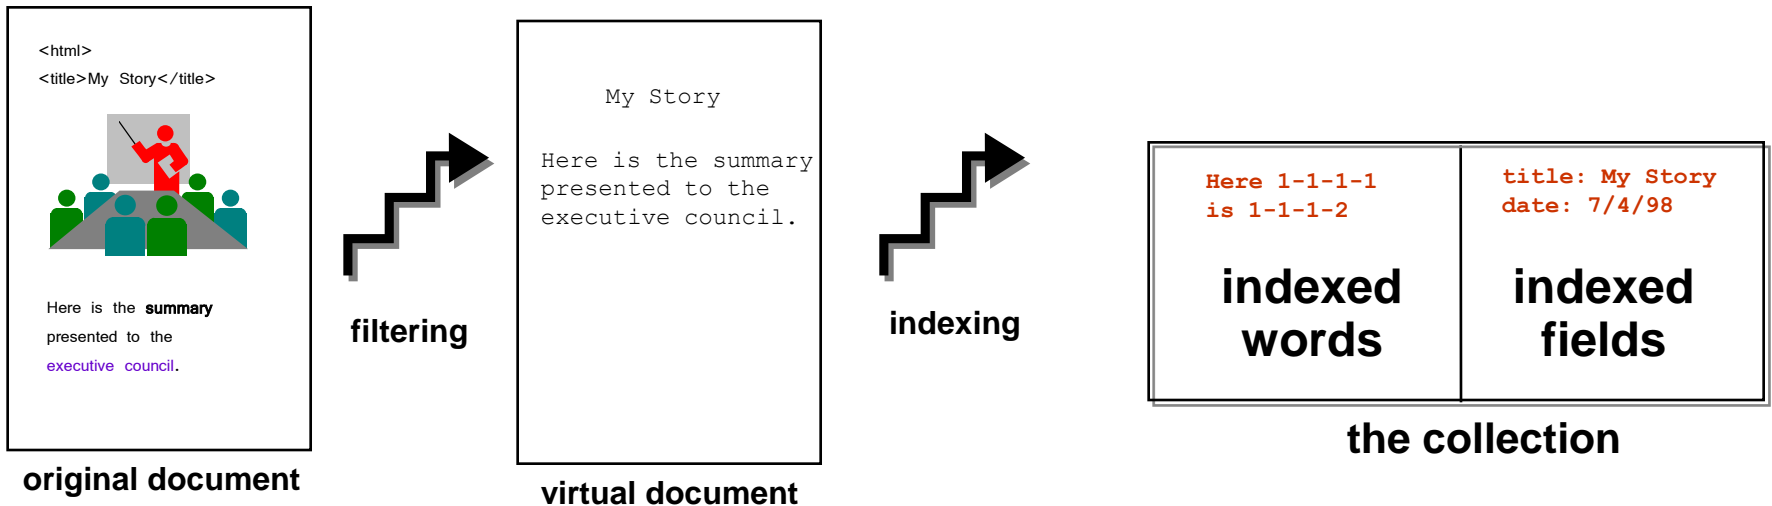 <html>
<title>My Story</title>
Here is the summary
presented to the
executive council.
original document
filtering
My Story
Here is the summary
presented to the
executive council.
virtual document
indexing
Here 1-1-1-1
is 1-1-1-2
indexed
words
title: My Story
date: 7/4/98
indexed
fields
the collection